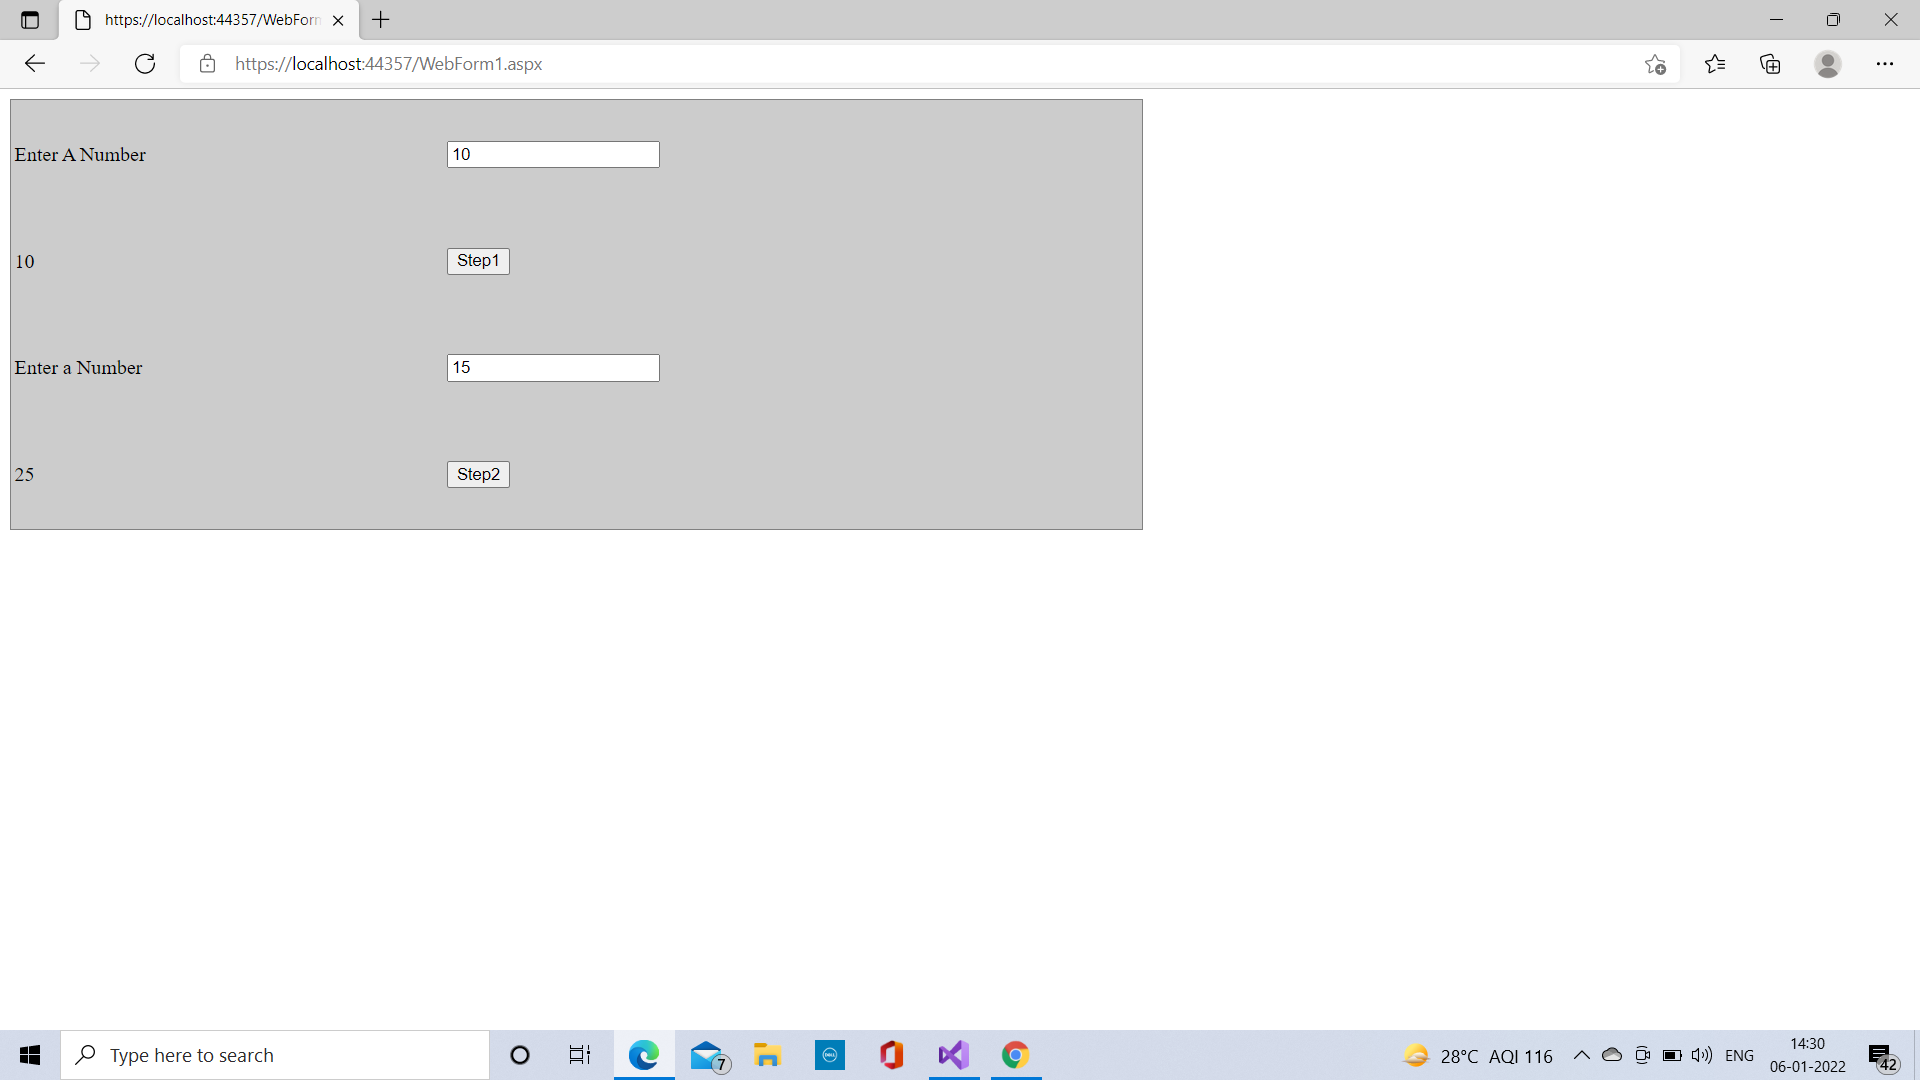 https://localhost:44357/WebForm
https://localhost:44357/WebForm1.aspx
Enter A Number 10
10 Step1
Enter a Number 15
25 Step2
Type here to search
7
DELL
28°C AQI 116
ENG
14:30
06-01-2022
42